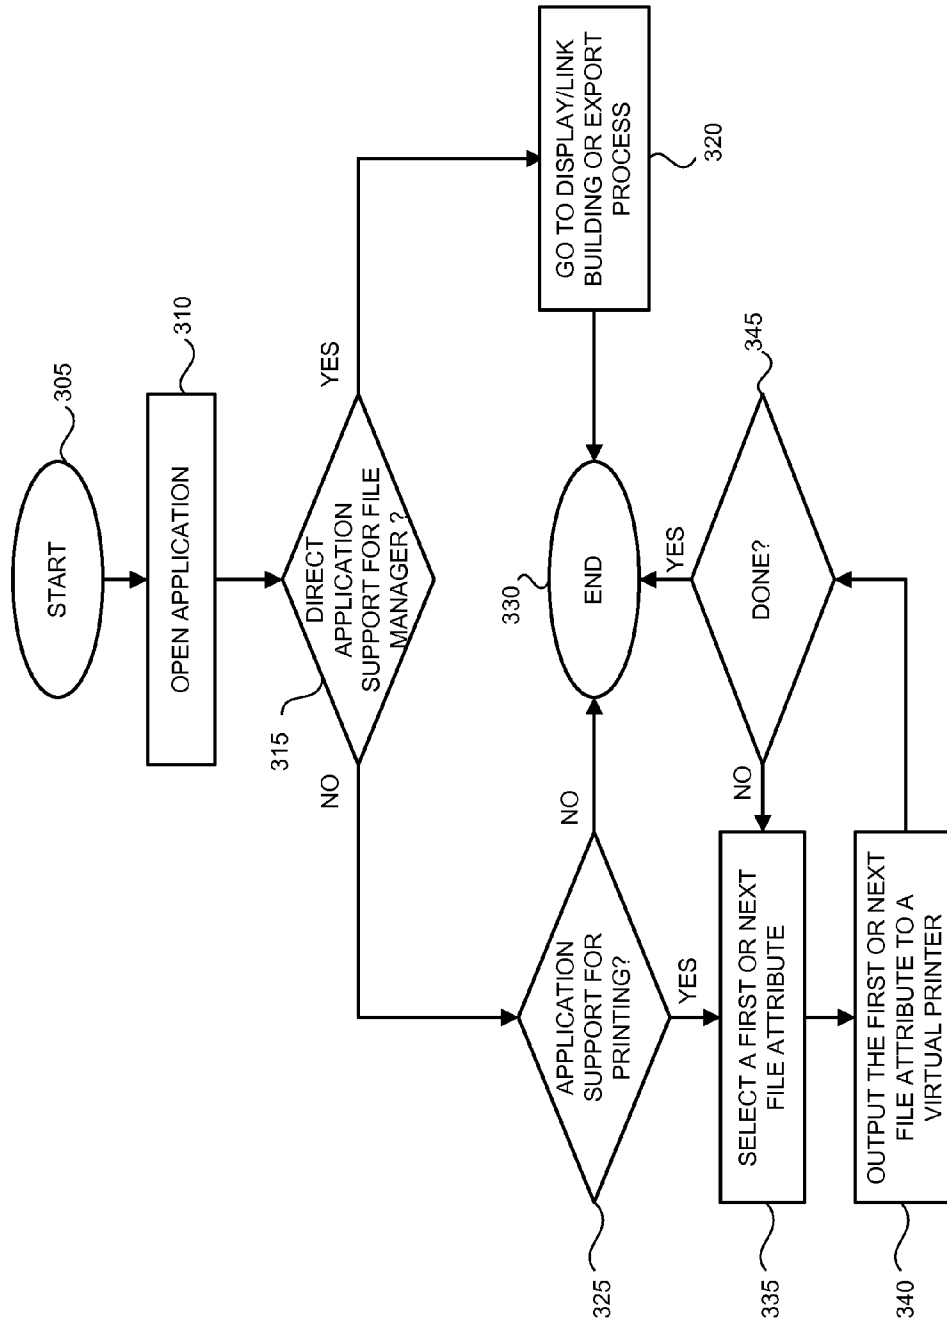 START
305
OPEN APPLICATION
310
DIRECT
APPLICATION
SUPPORT FOR FILE
MANAGER ?
315
NO
YES
APPLICATION
SUPPORT FOR
PRINTING?
325
NO
YES
END
330
GO TO DISPLAY/LINK
BUILDING OR EXPORT
PROCESS
320
SELECT A FIRST OR NEXT
FILE ATTRIBUTE
335
NO
DONE?
345
YES
OUTPUT THE FIRST OR NEXT
FILE ATTRIBUTE TO A
VIRTUAL PRINTER
340